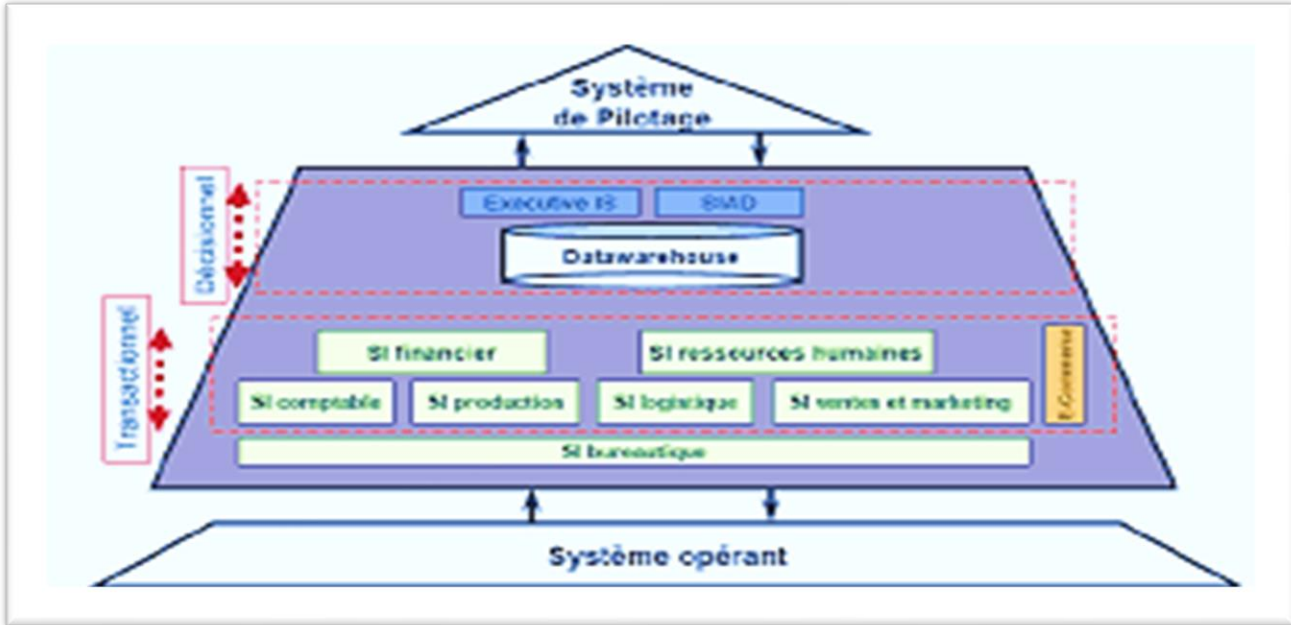 Système
de Pilotage
Décisionnel
Executive IS
SIAD
Datawarehouse
Transactionnel
SI financier
SI ressources humaines
SI comptable
SI production
SI logistique
SI ventes et marketing
SI bureautique
Système opérant